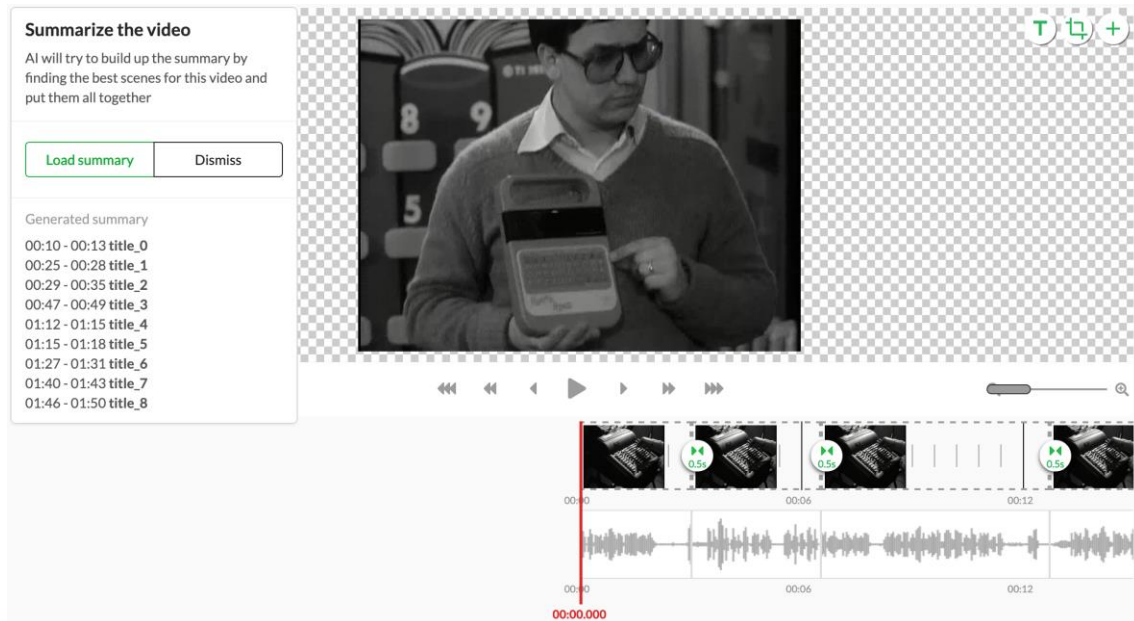 Summarize the video
AI will try to build up the summary by
finding the best scenes for this video and
put them all together
Load summary
Dismiss
Generated summary
00:10 - 00:13 title_0
00:25 - 00:28 title_1
00:29 - 00:35 title_2
00:47 - 00:49 title_3
01:12 - 01:15 title_4
01:15 - 01:18 title_5
01:27 - 01:31 title_6
01:40 - 01:43 title_7
01:46 - 01:50 title_8
8 9
5
T
0.5s
0.5s
0.5s
00:00
00:06
00:12
00:00
00:06
00:12
00:00.000